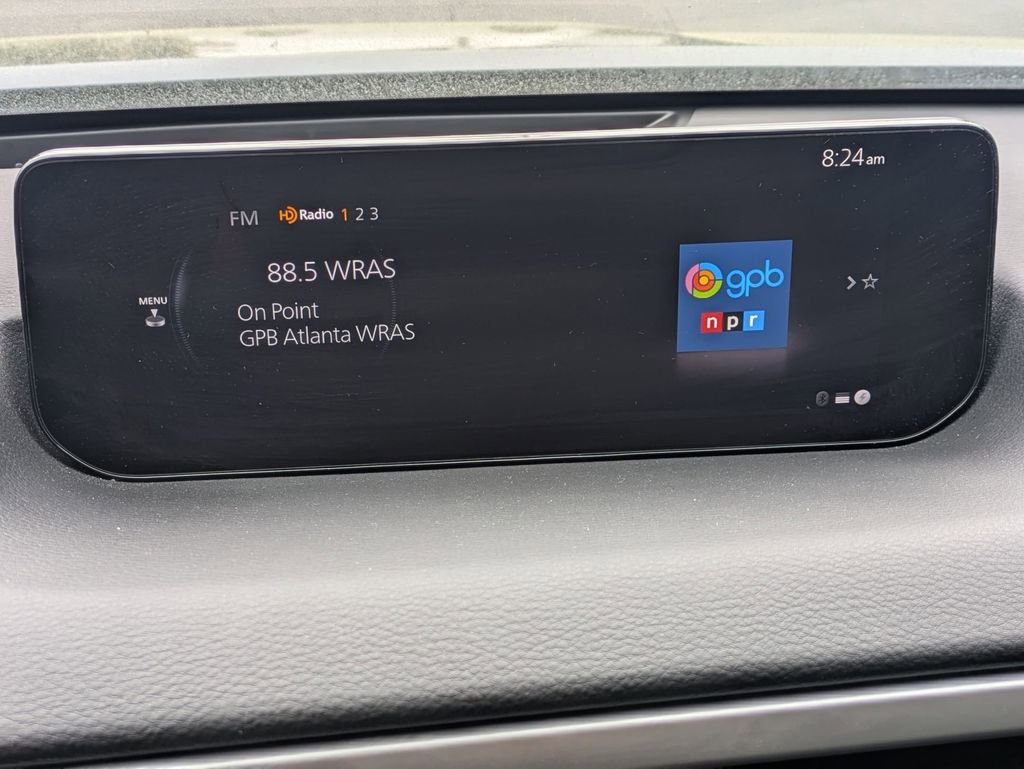 8:24am
FM HD Radio 1 2 3
88.5 WRAS
MENU
On Point
GPB Atlanta WRAS
gpb
npr